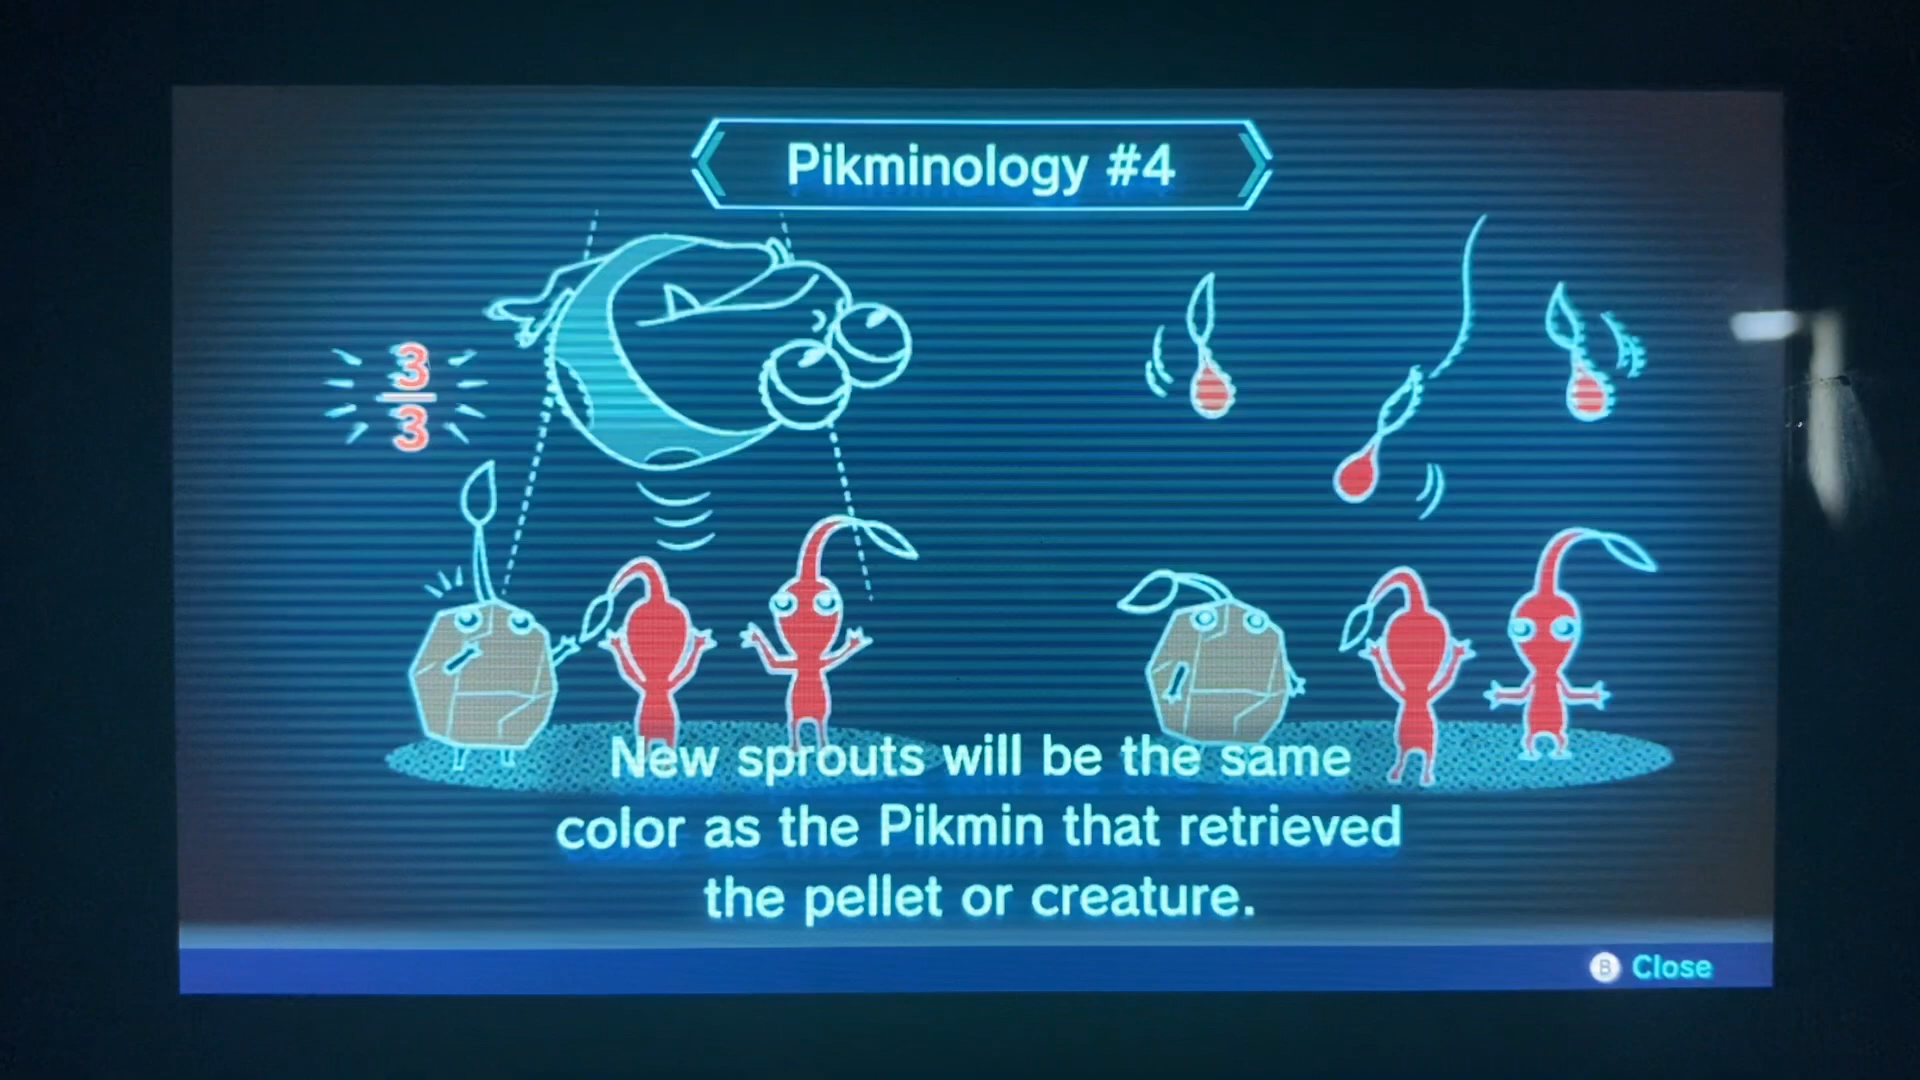 Pikminology #4
3
3
New sprouts will be the same
color as the Pikmin that retrieved
the pellet or creature.
B Close